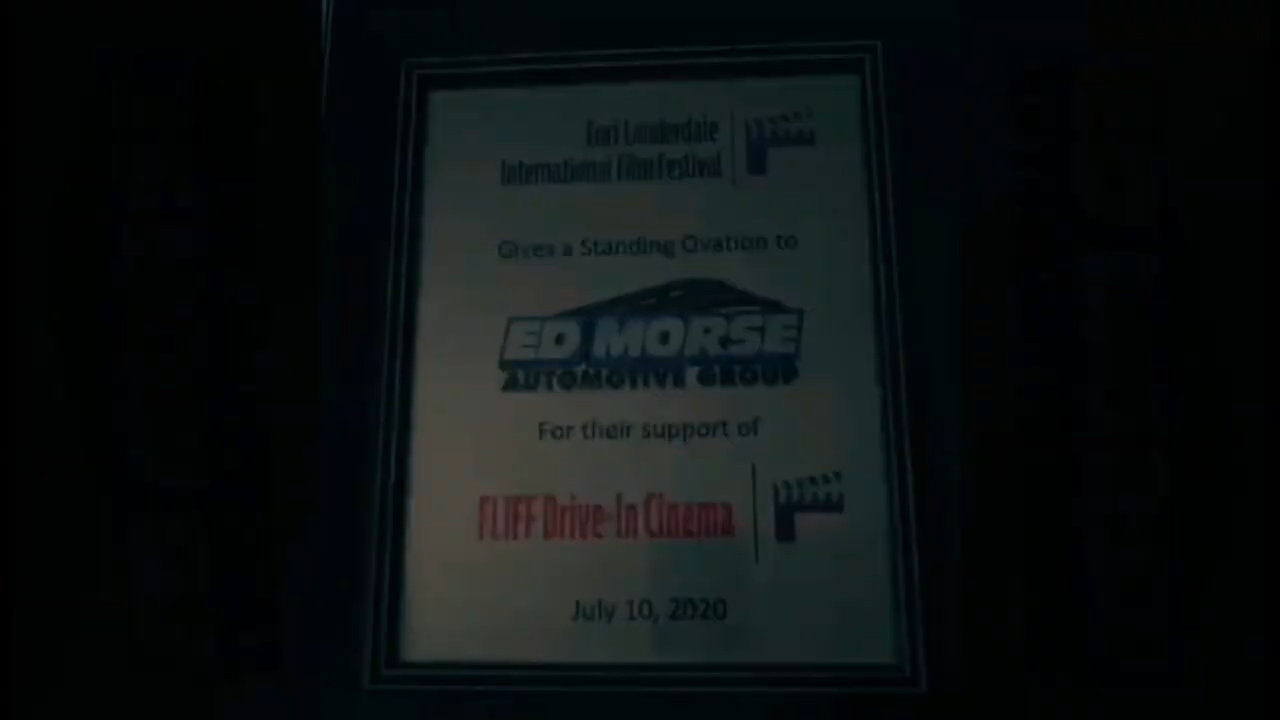 Fort Lauderdale
International Film Festival
Gives a Standing Ovation to
ED MORSE
AUTOMOTIVE GROUP
For their support of
FLIFF Drive-In Cinema
July 10, 2020